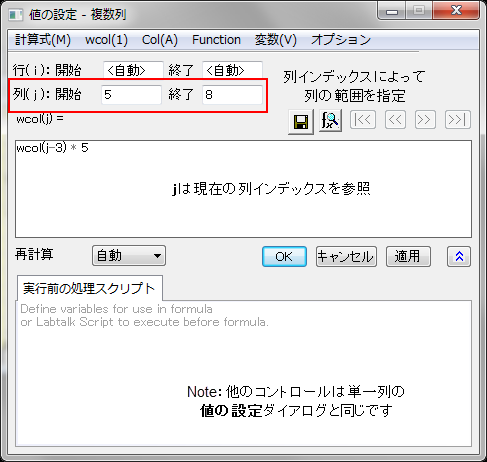 値の設定 - 複数列
計算式(M) wcol(1) Col(A) Function 変数(V) オプション
行(i): 開始 <自動> 終了 <自動>
列インデックスによって
列の範囲を指定
列(j): 開始 5 終了 8
wcol(j) =
wcol(j-3) * 5
jは現在の列インデックスを参照
再計算 自動 OK キャンセル 適用
実行前の処理スクリプト
Define variables for use in formula
or Labtalk Script to execute before formula.
Note: 他のコントロールは単一列の
値の設定ダイアログと同じです